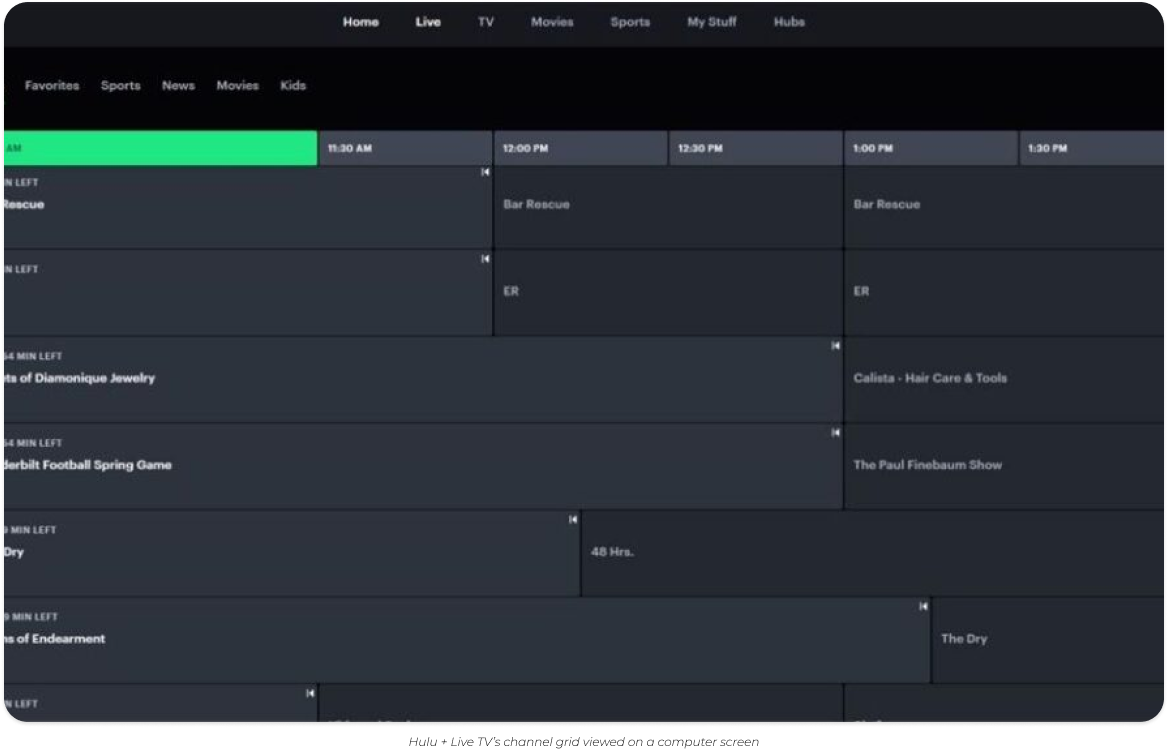 Home Live TV Movies Sports My Stuff Hubs
Favorites Sports News Movies Kids
AM 11:30 AM 12:00 PM 12:30 PM 1:00 PM 1:30 PM
N LEFT
Rescue Bar Rescue Bar Rescue
N LEFT
ER ER
54 MIN LEFT
ts of Diamonique Jewelry Calista - Hair Care & Tools
54 MIN LEFT
derbilt Football Spring Game The Paul Finebaum Show
9 MIN LEFT
Dry 48 Hrs.
9 MIN LEFT
ns of Endearment The Dry
N LEFT
Hulu + Live TV's channel grid viewed on a computer screen